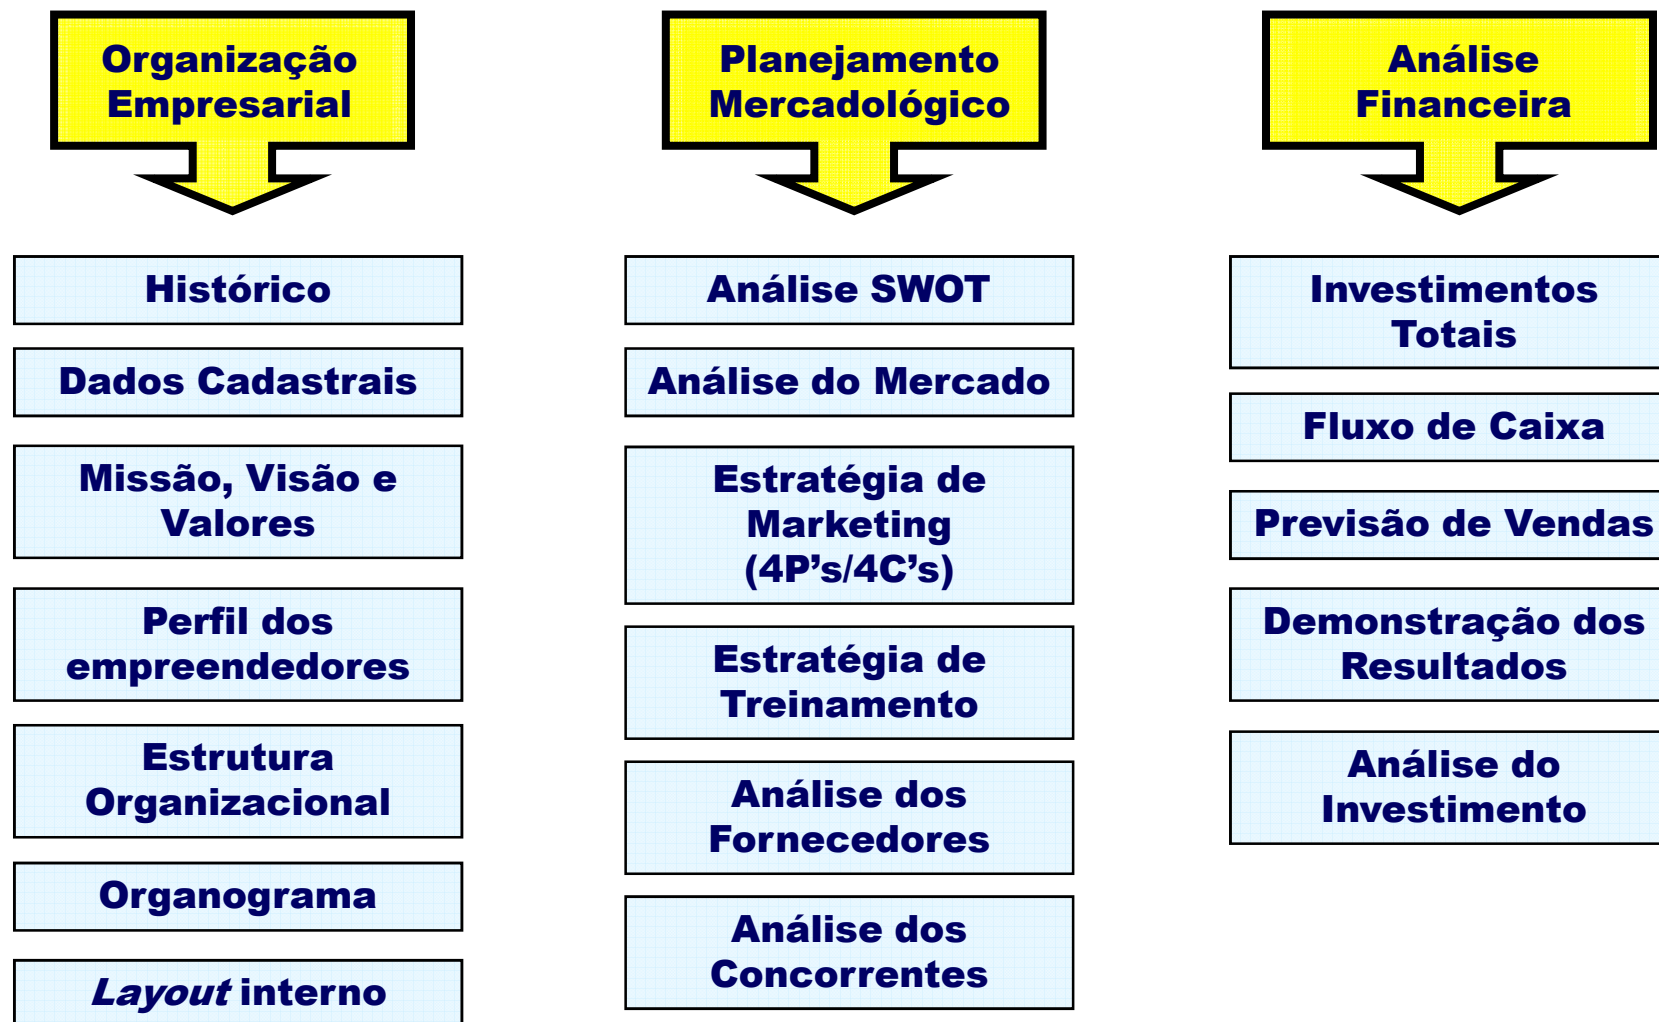 Organização
Empresarial
Histórico
Dados Cadastrais
Missão, Visão e
Valores
Perfil dos
empreendedores
Estrutura
Organizacional
Organograma
Layout interno
Planejamento
Mercadológico
Análise SWOT
Análise do Mercado
Estratégia de
Marketing
(4P’s/4C’s)
Estratégia de
Treinamento
Análise dos
Fornecedores
Análise dos
Concorrentes
Análise
Financeira
Investimentos
Totais
Fluxo de Caixa
Previsão de Vendas
Demonstração dos
Resultados
Análise do
Investimento